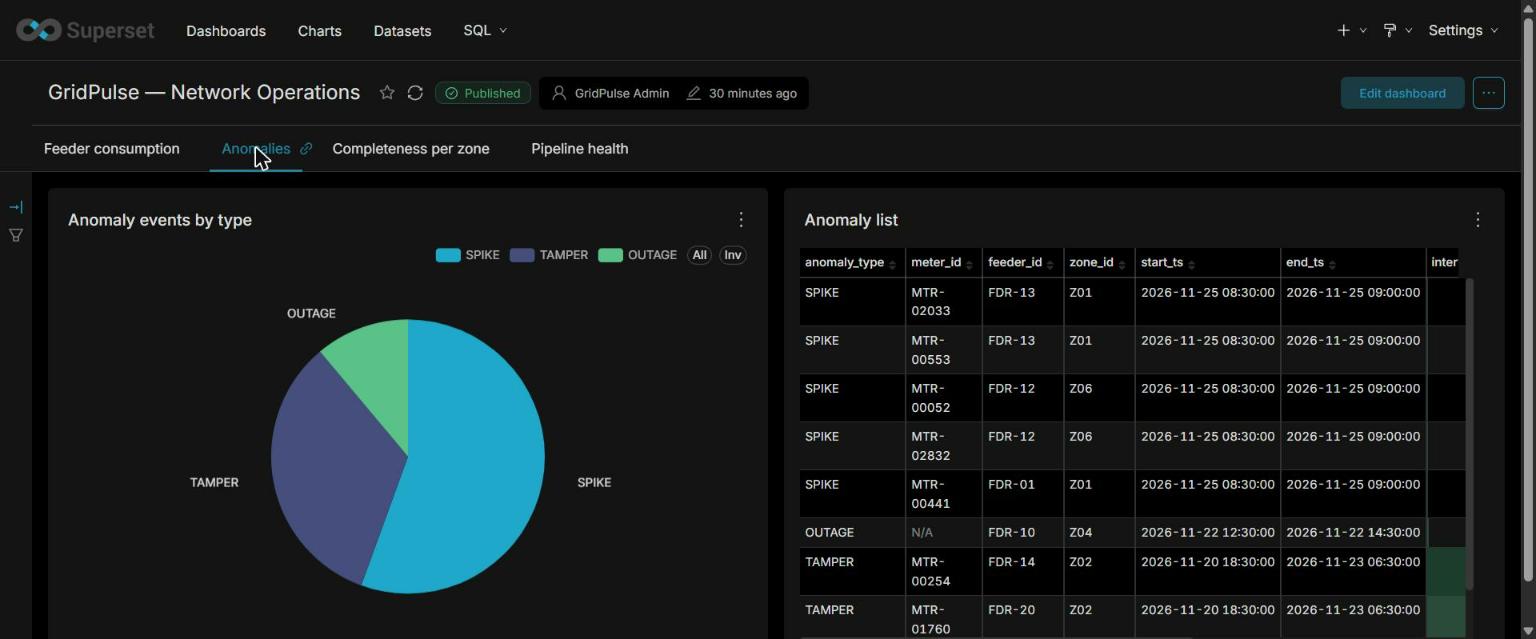 Superset Dashboards Charts Datasets SQL Settings
GridPulse — Network Operations Published GridPulse Admin 30 minutes ago Edit dashboard
Feeder consumption Anomalies Completeness per zone Pipeline health
Anomaly events by type
SPIKE TAMPER OUTAGE All Inv
OUTAGE
TAMPER
SPIKE
Anomaly list
anomaly_type meter_id feeder_id zone_id start_ts end_ts inter
SPIKE MTR-02033 FDR-13 Z01 2026-11-25 08:30:00 2026-11-25 09:00:00
SPIKE MTR-00553 FDR-13 Z01 2026-11-25 08:30:00 2026-11-25 09:00:00
SPIKE MTR-00052 FDR-12 Z06 2026-11-25 08:30:00 2026-11-25 09:00:00
SPIKE MTR-02832 FDR-12 Z06 2026-11-25 08:30:00 2026-11-25 09:00:00
SPIKE MTR-00441 FDR-01 Z01 2026-11-25 08:30:00 2026-11-25 09:00:00
OUTAGE N/A FDR-10 Z04 2026-11-22 12:30:00 2026-11-22 14:30:00
TAMPER MTR-00254 FDR-14 Z02 2026-11-20 18:30:00 2026-11-23 06:30:00
TAMPER MTR-01760 FDR-20 Z02 2026-11-20 18:30:00 2026-11-23 06:30:00